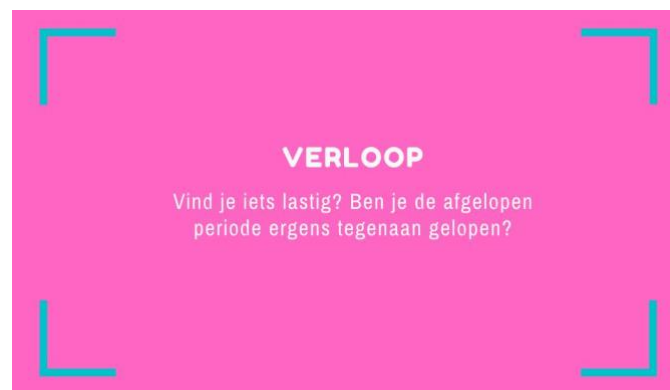 VERLOOP
Vind je iets lastig? Ben je de afgelopen
periode ergens tegenaan gelopen?